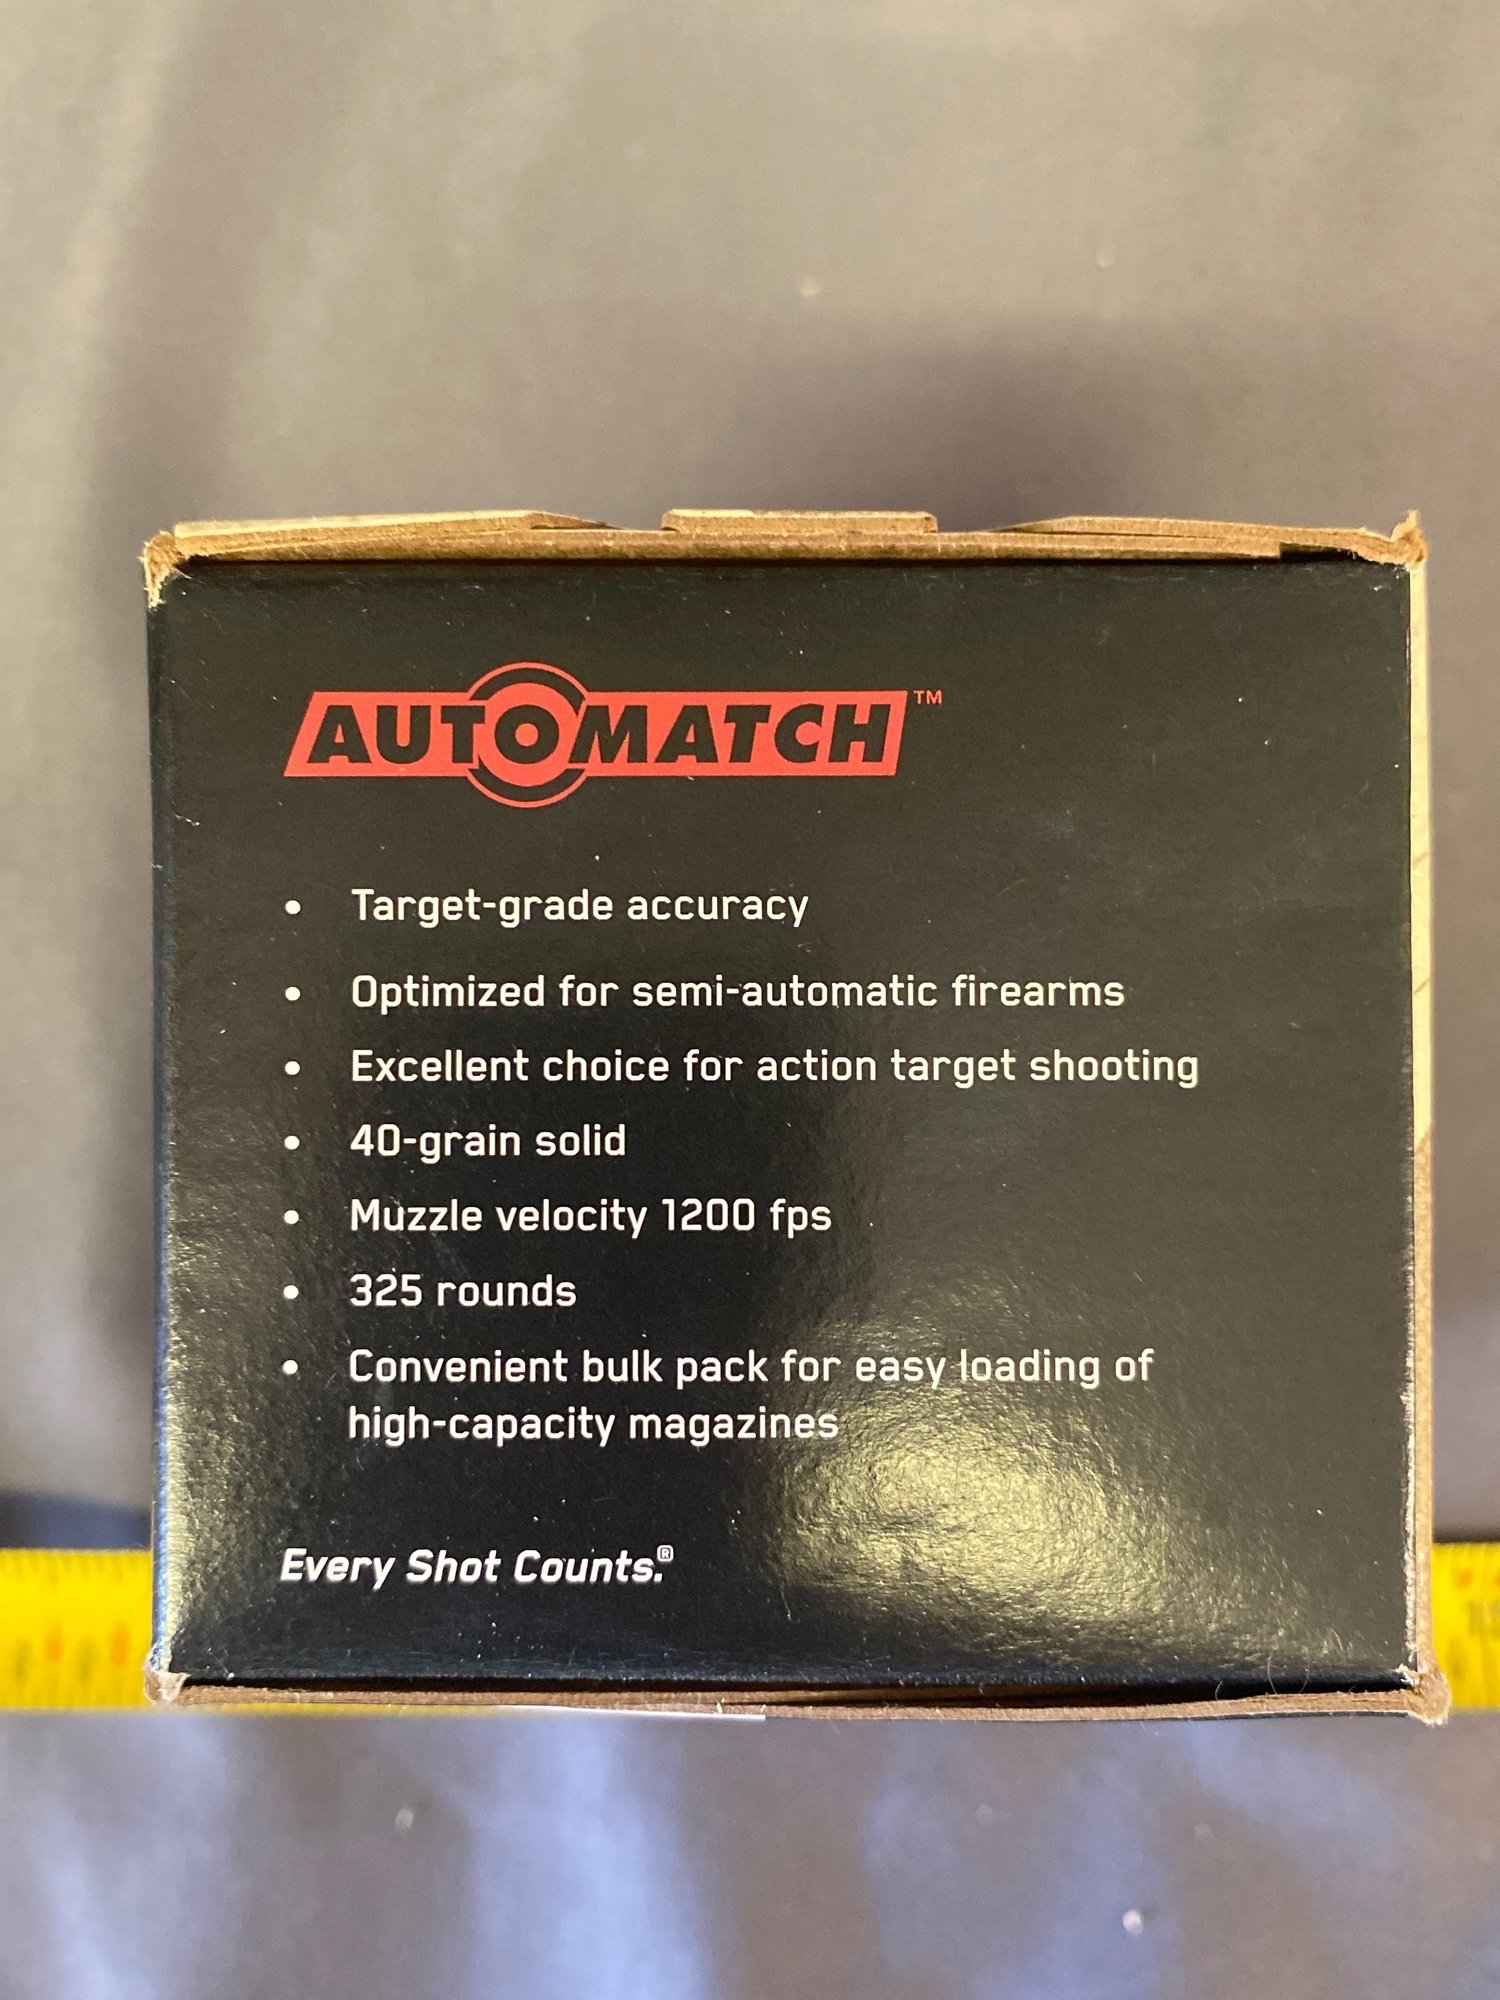 AUTOMATCH™
• Target-grade accuracy
• Optimized for semi-automatic firearms
• Excellent choice for action target shooting
• 40-grain solid
• Muzzle velocity 1200 fps
• 325 rounds
• Convenient bulk pack for easy loading of
high-capacity magazines
Every Shot Counts.®